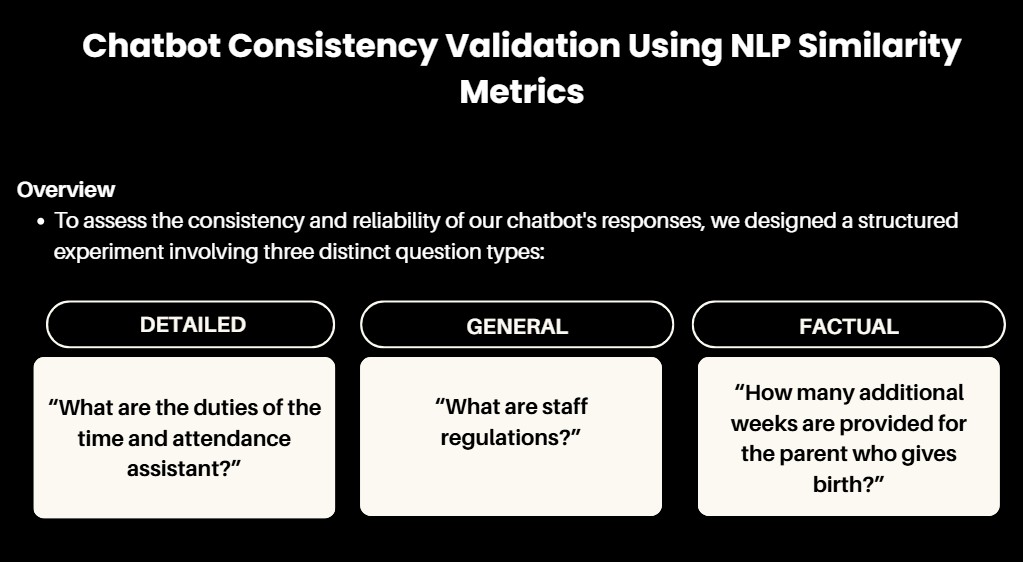 Chatbot Consistency Validation Using NLP Similarity
Metrics
Overview
• To assess the consistency and reliability of our chatbot's responses, we designed a structured
experiment involving three distinct question types:
DETAILED
“What are the duties of the
time and attendance
assistant?”
GENERAL
“What are staff
regulations?”
FACTUAL
“How many additional
weeks are provided for
the parent who gives
birth?”